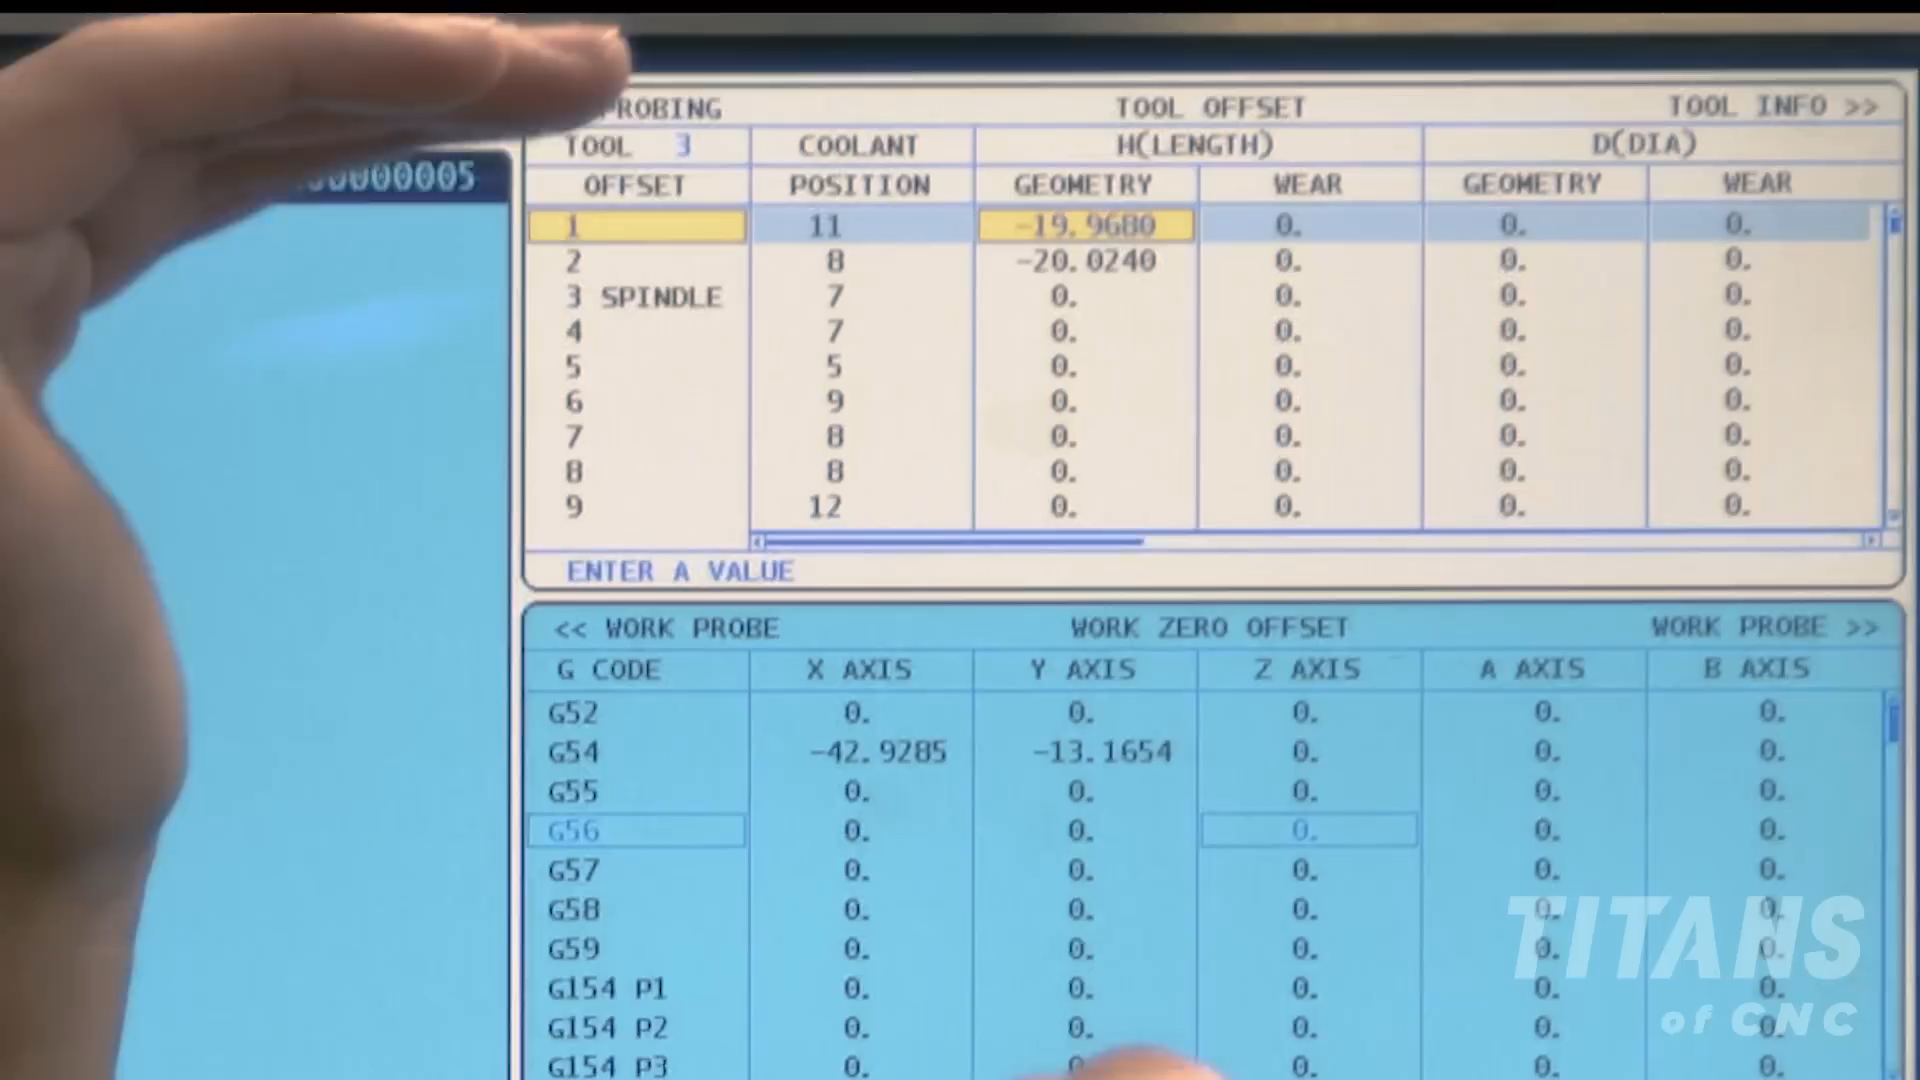 PROBING TOOL OFFSET TOOL INFO >>
TOOL 3 COOLANT H(LENGTH) D(DIA)
OFFSET POSITION GEOMETRY WEAR GEOMETRY WEAR
1 11 -19.9680 0. 0. 0.
2 8 -20.0240 0. 0. 0.
3 SPINDLE 7 0. 0. 0. 0.
4 7 0. 0. 0. 0.
5 5 0. 0. 0. 0.
6 9 0. 0. 0. 0.
7 8 0. 0. 0. 0.
8 8 0. 0. 0. 0.
9 12 0. 0. 0. 0.
ENTER A VALUE
<< WORK PROBE WORK ZERO OFFSET WORK PROBE >>
G CODE X AXIS Y AXIS Z AXIS A AXIS B AXIS
G52 0. 0. 0. 0. 0.
G54 -42.9285 -13.1654 0. 0. 0.
G55 0. 0. 0. 0. 0.
G56 0. 0. 0. 0. 0.
G57 0. 0. 0. 0. 0.
G58 0. 0. 0. 0. 0.
G59 0. 0. 0. 0. 0.
G154 P1 0. 0. 0. 0. 0.
G154 P2 0. 0. 0. 0. 0.
G154 P3 0. 0. 0. 0. 0.
TITANS
of CNC